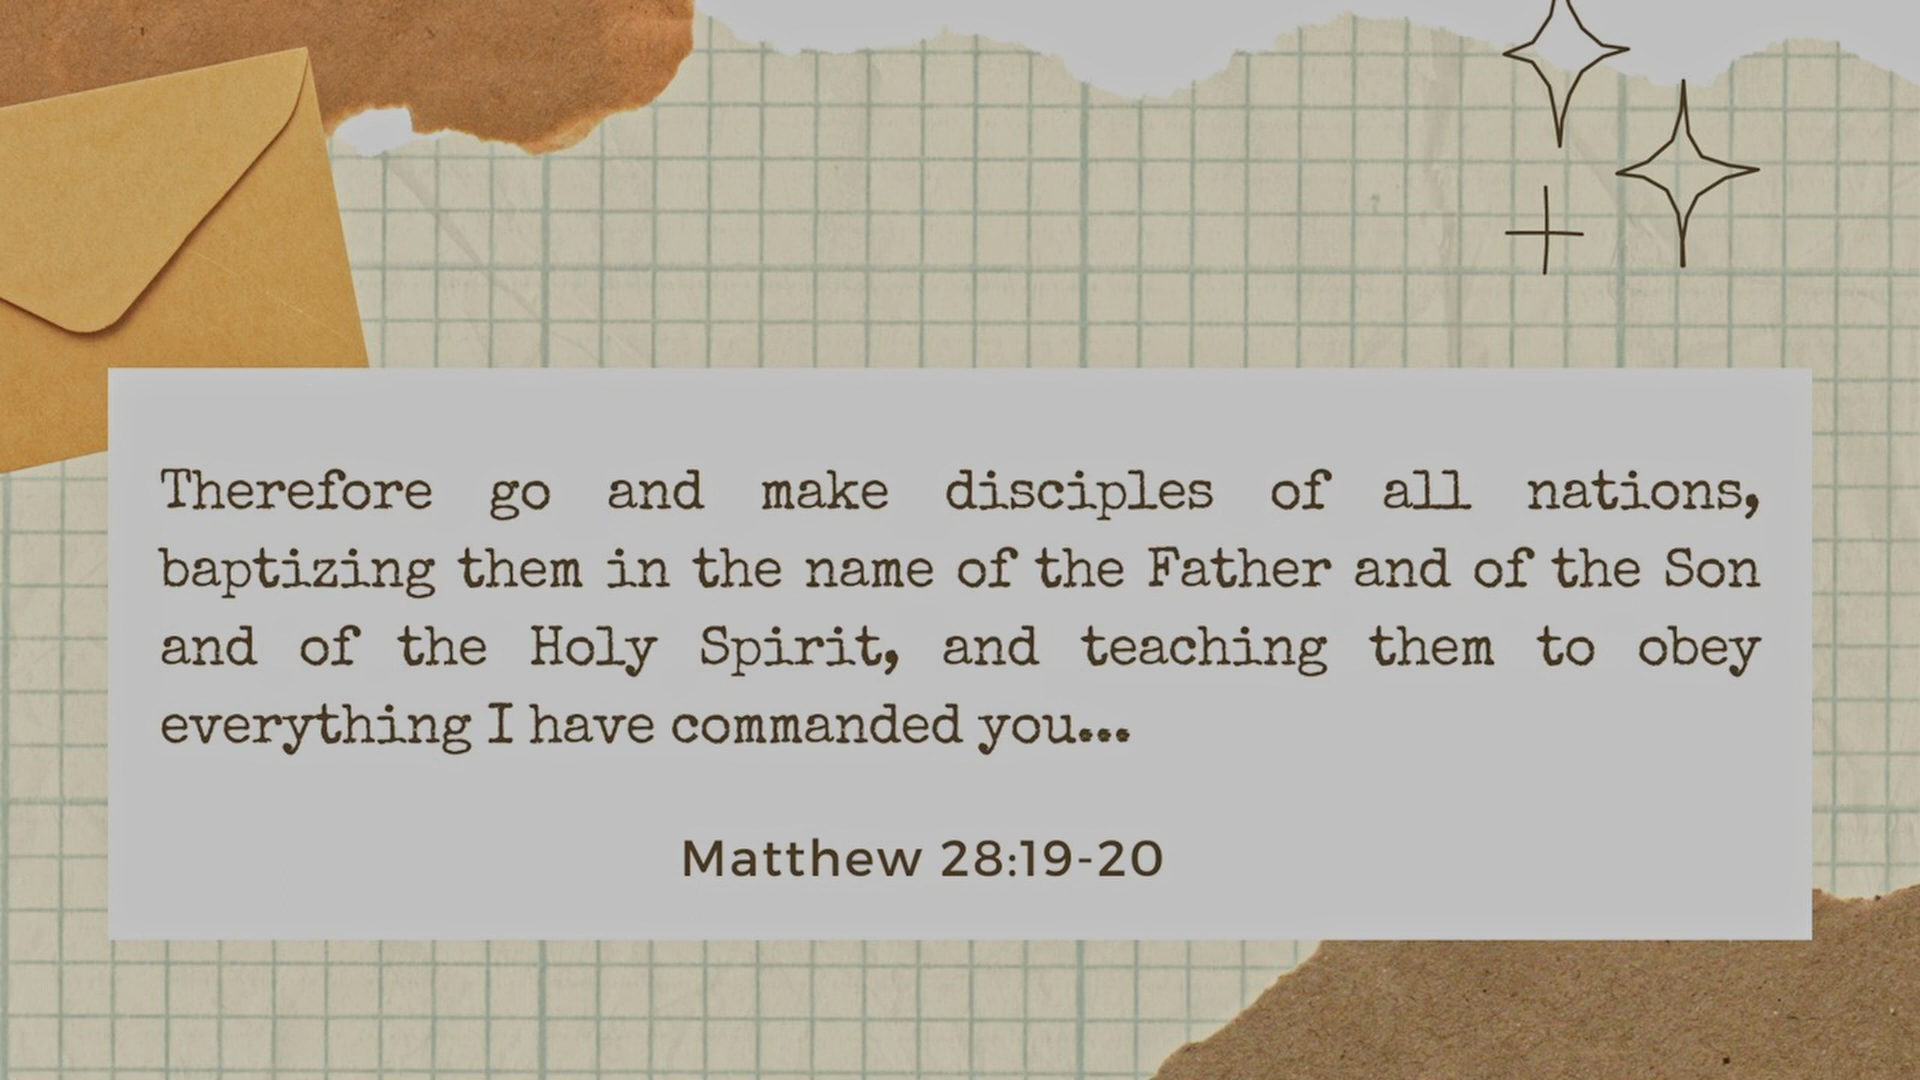 Therefore go and make disciples of all nations,
baptizing them in the name of the Father and of the Son
and of the Holy Spirit, and teaching them to obey
everything I have commanded you...
Matthew 28:19-20